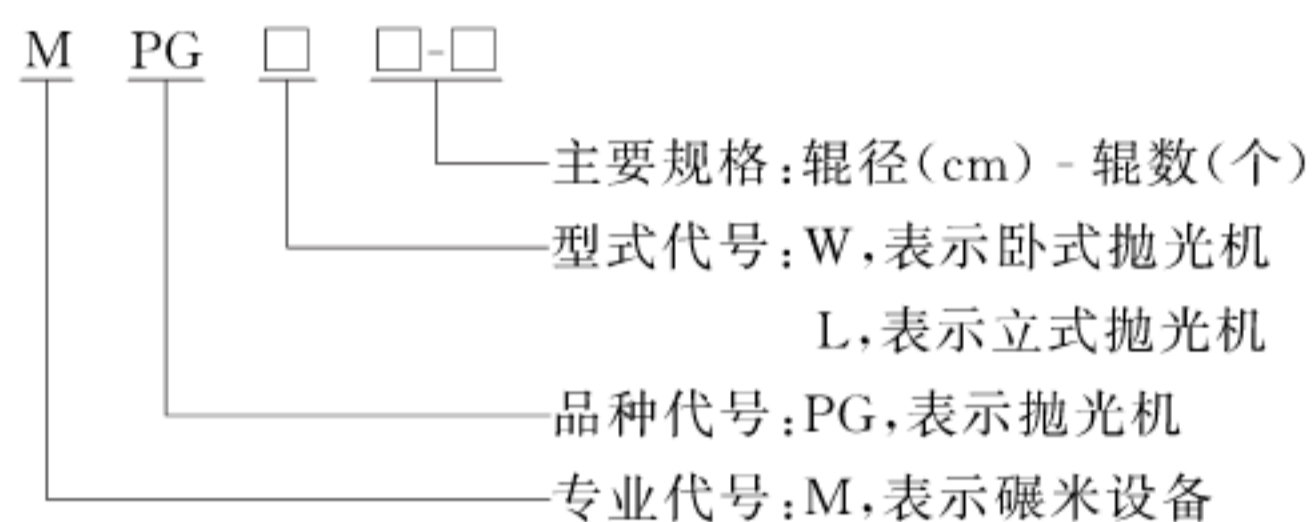 M PG □ □-□
主要规格:辊径(cm) - 辊数(个)
型式代号:W,表示卧式抛光机
L,表示立式抛光机
品种代号:PG,表示抛光机
专业代号:M,表示碾米设备